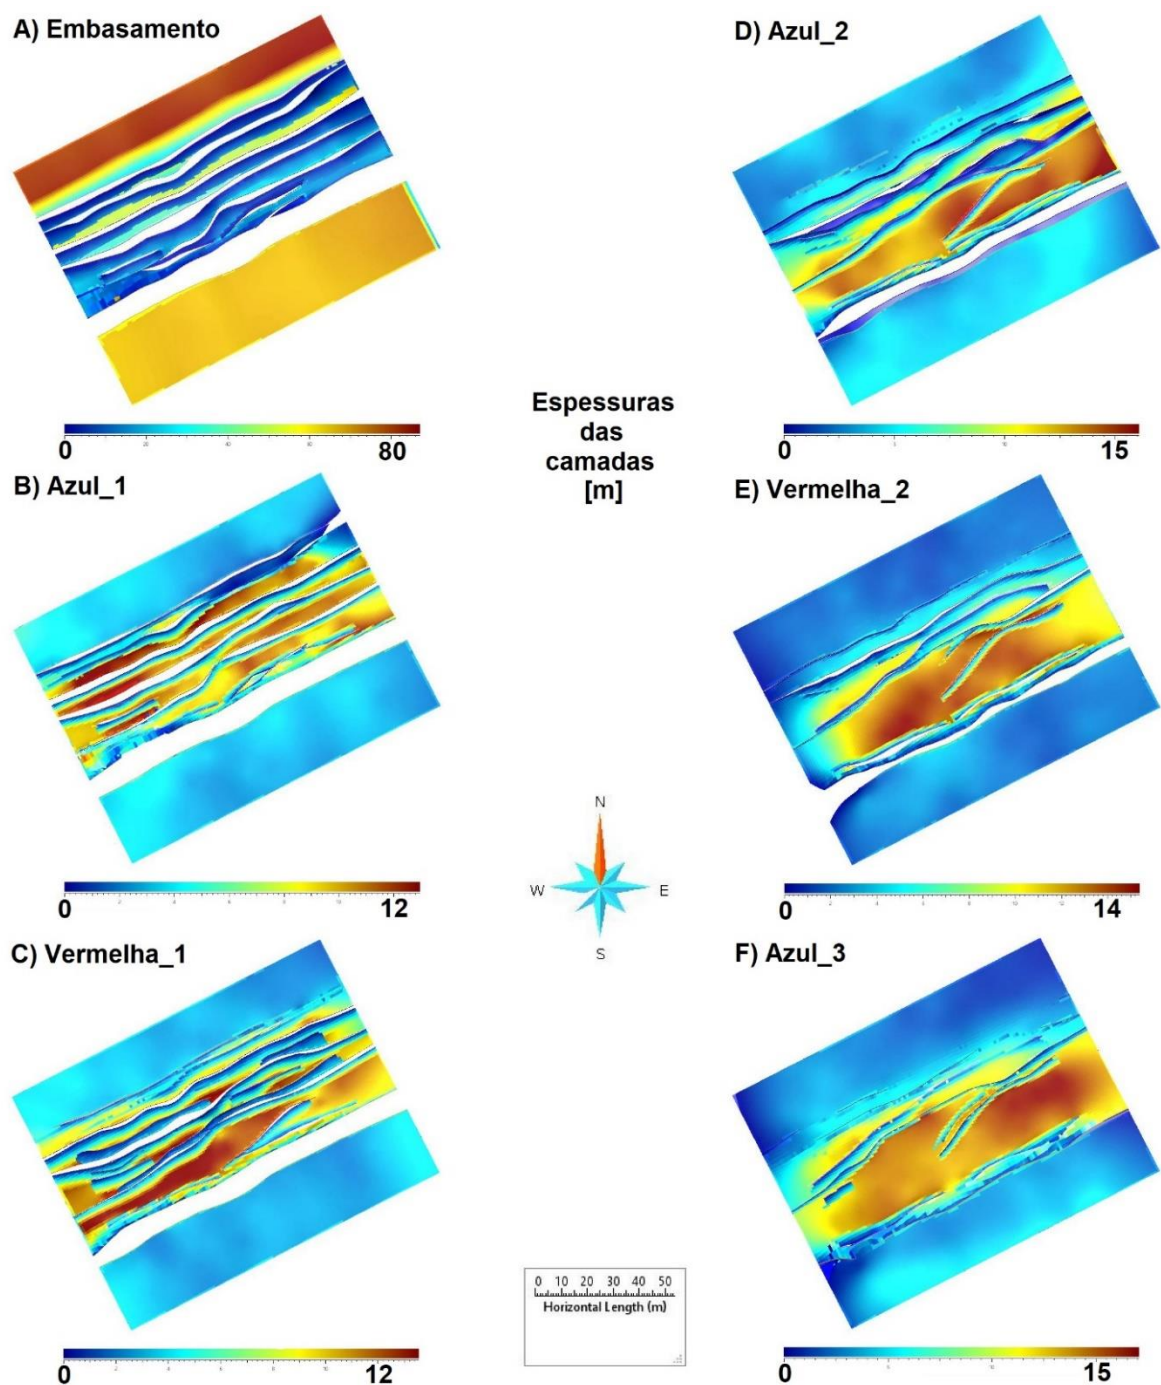 A) Embasamento
0 80
B) Azul_1
0 12
C) Vermelha_1
0 12
Espessuras
das
camadas
[m]
N
W E
S
0 10 20 30 40 50
Horizontal Length (m)
D) Azul_2
0 15
E) Vermelha_2
0 14
F) Azul_3
0 15